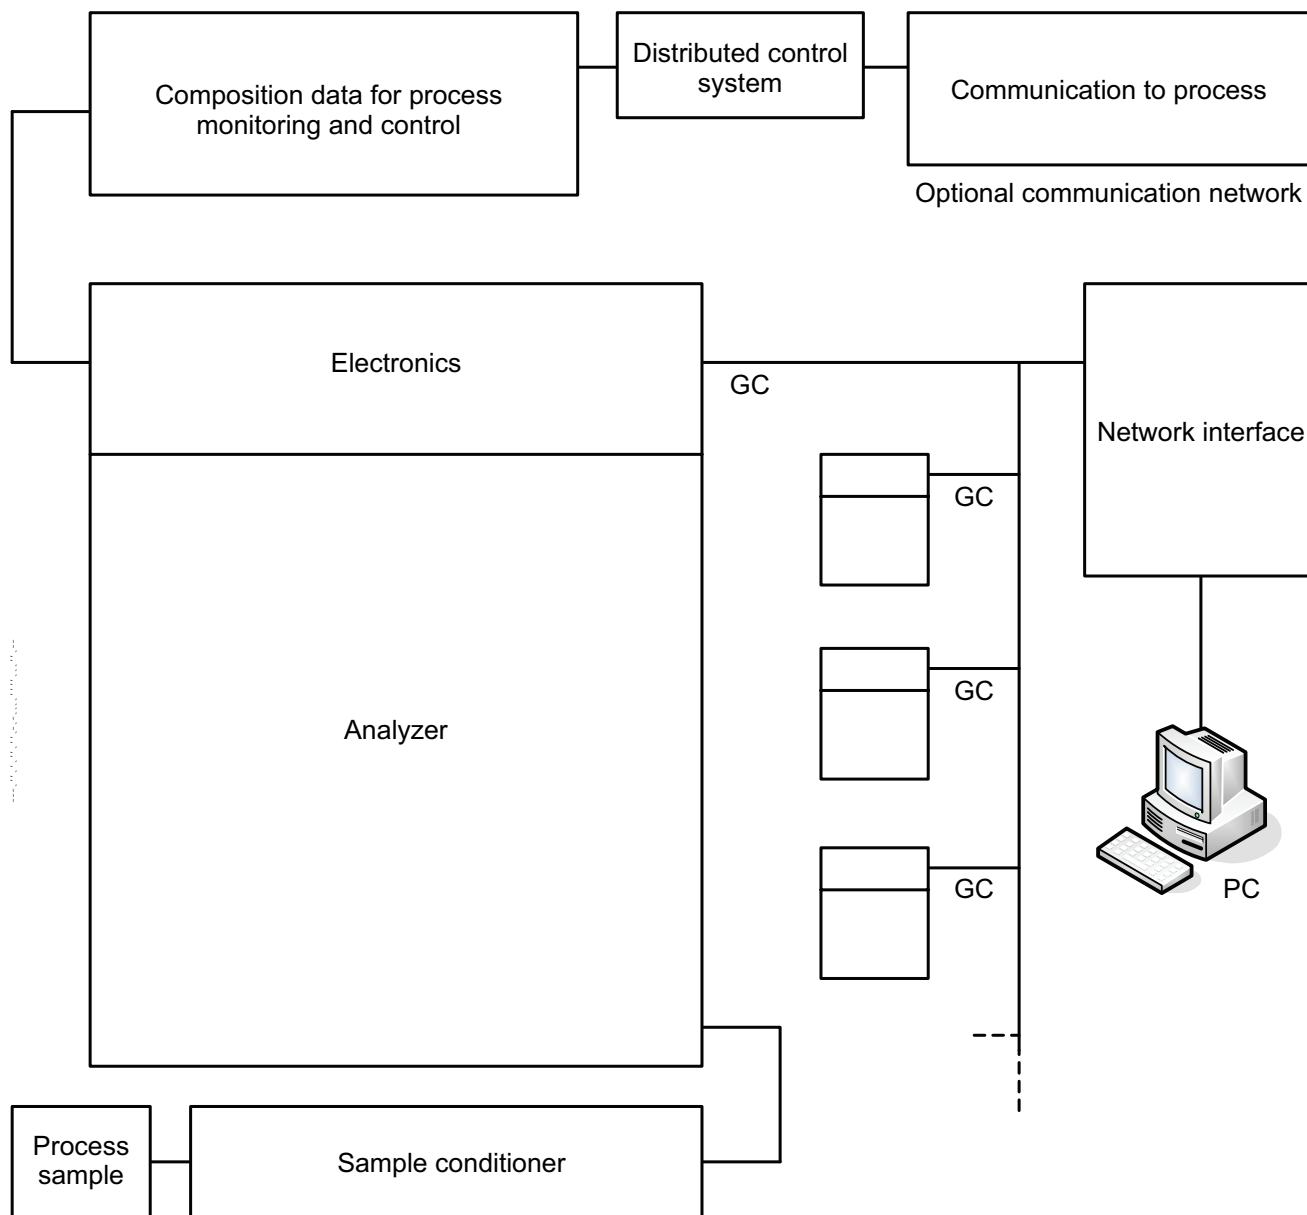 Composition data for process
monitoring and control
Distributed control
system
Communication to process
Optional communication network
Electronics
GC
Network interface
GC
GC
Analyzer
GC
PC
Process
sample
Sample conditioner